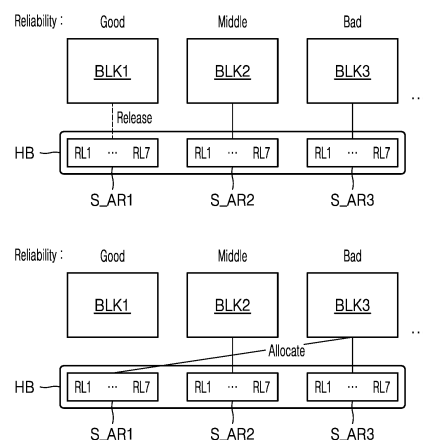 Reliability : Good Middle Bad
BLK1 BLK2 BLK3 ..
Release
HB RL1 ... RL7 RL1 ... RL7 RL1 ... RL7
S_AR1 S_AR2 S_AR3
Reliability : Good Middle Bad
BLK1 BLK2 BLK3 ..
Allocate
HB RL1 ... RL7 RL1 ... RL7 RL1 ... RL7
S_AR1 S_AR2 S_AR3